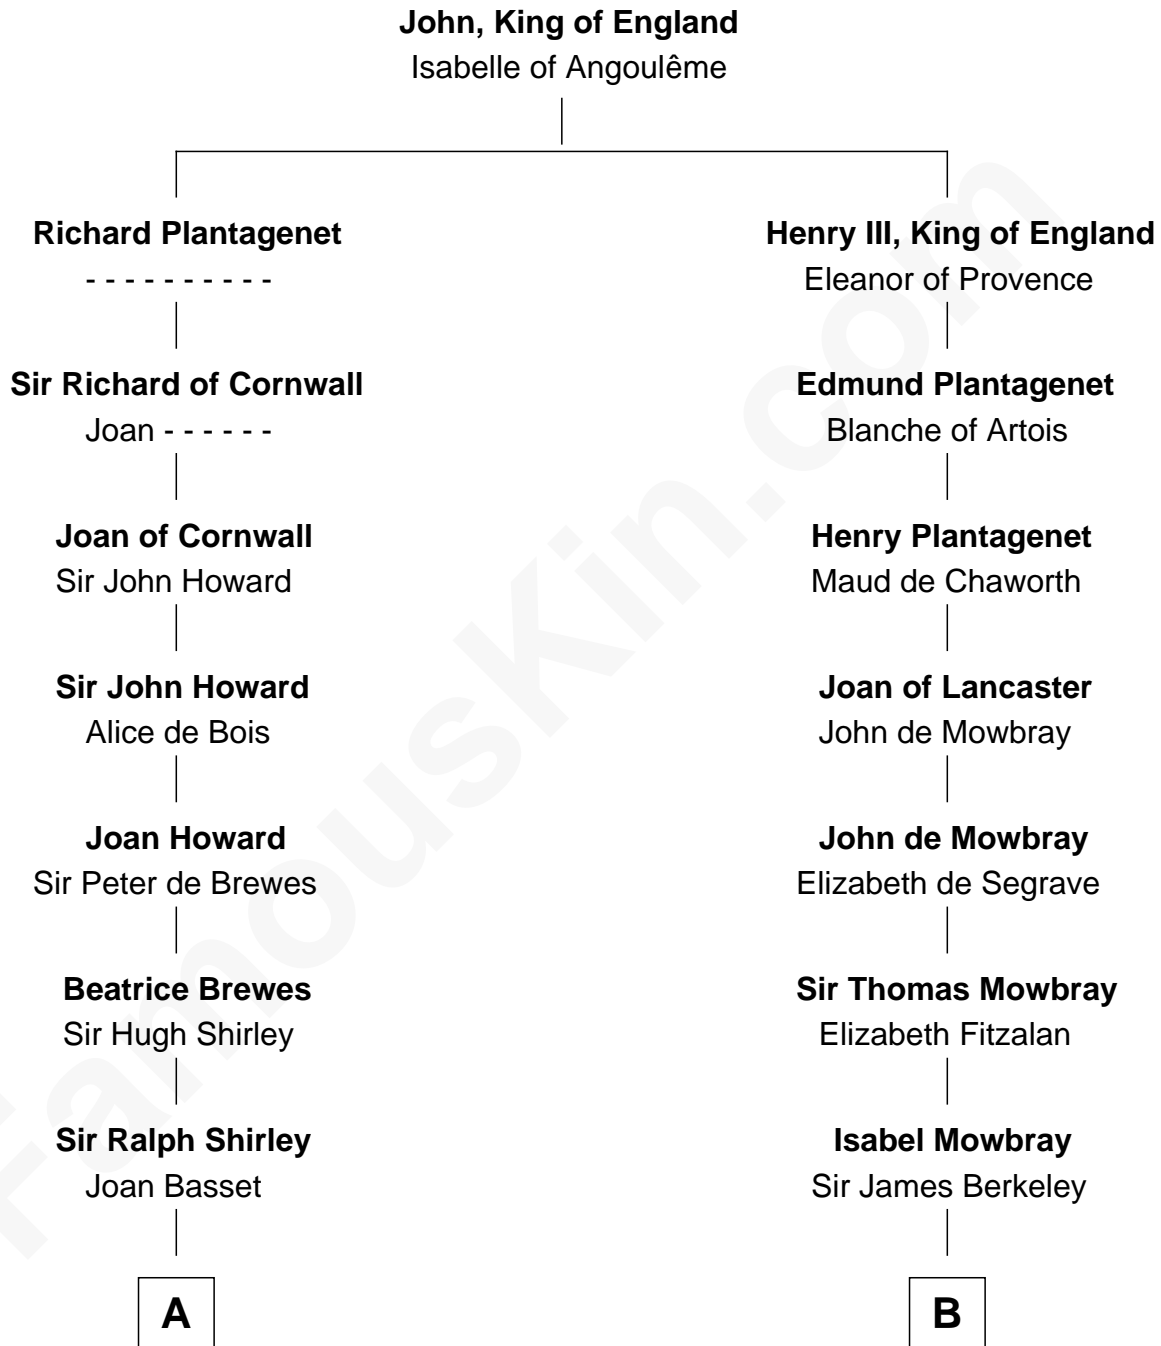 John, King of England
Isabelle of Angoulême
Richard Plantagenet
- - - - - - - - - -
Sir Richard of Cornwall
Joan - - - - - -
Joan of Cornwall
Sir John Howard
Sir John Howard
Alice de Bois
Joan Howard
Sir Peter de Brewes
Beatrice Brewes
Sir Hugh Shirley
Sir Ralph Shirley
Joan Basset
A
Henry III, King of England
Eleanor of Provence
Edmund Plantagenet
Blanche of Artois
Henry Plantagenet
Maud de Chaworth
Joan of Lancaster
John de Mowbray
John de Mowbray
Elizabeth de Segrave
Sir Thomas Mowbray
Elizabeth Fitzalan
Isabel Mowbray
Sir James Berkeley
B
FamousKin.com